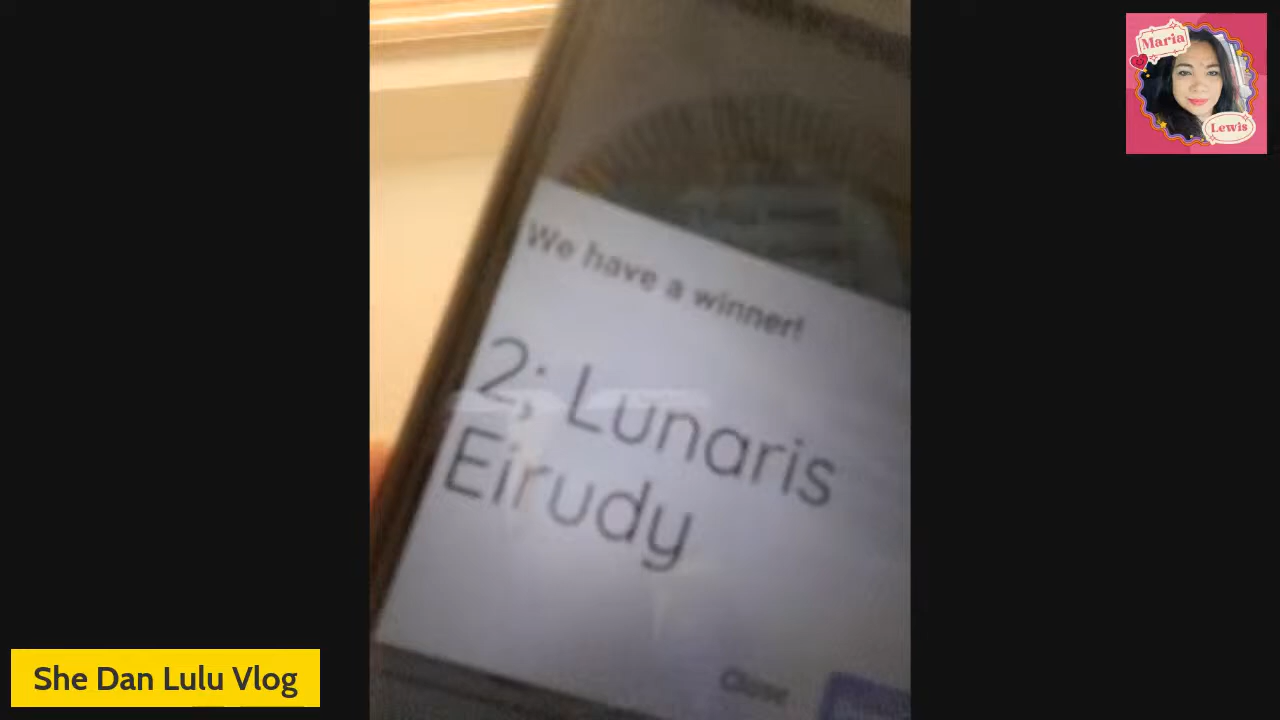 Maria
Lewis
We have a winner!
2; Lunaris
Eirudy
Close
She Dan Lulu Vlog